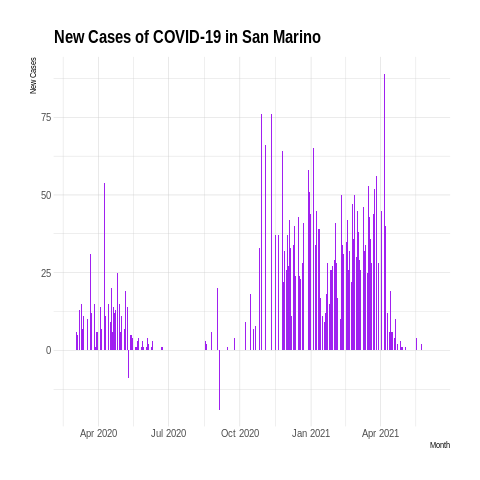 New Cases of COVID-19 in San Marino
New Cases
75
50
25
0
Apr 2020 Jul 2020 Oct 2020 Jan 2021 Apr 2021
Month